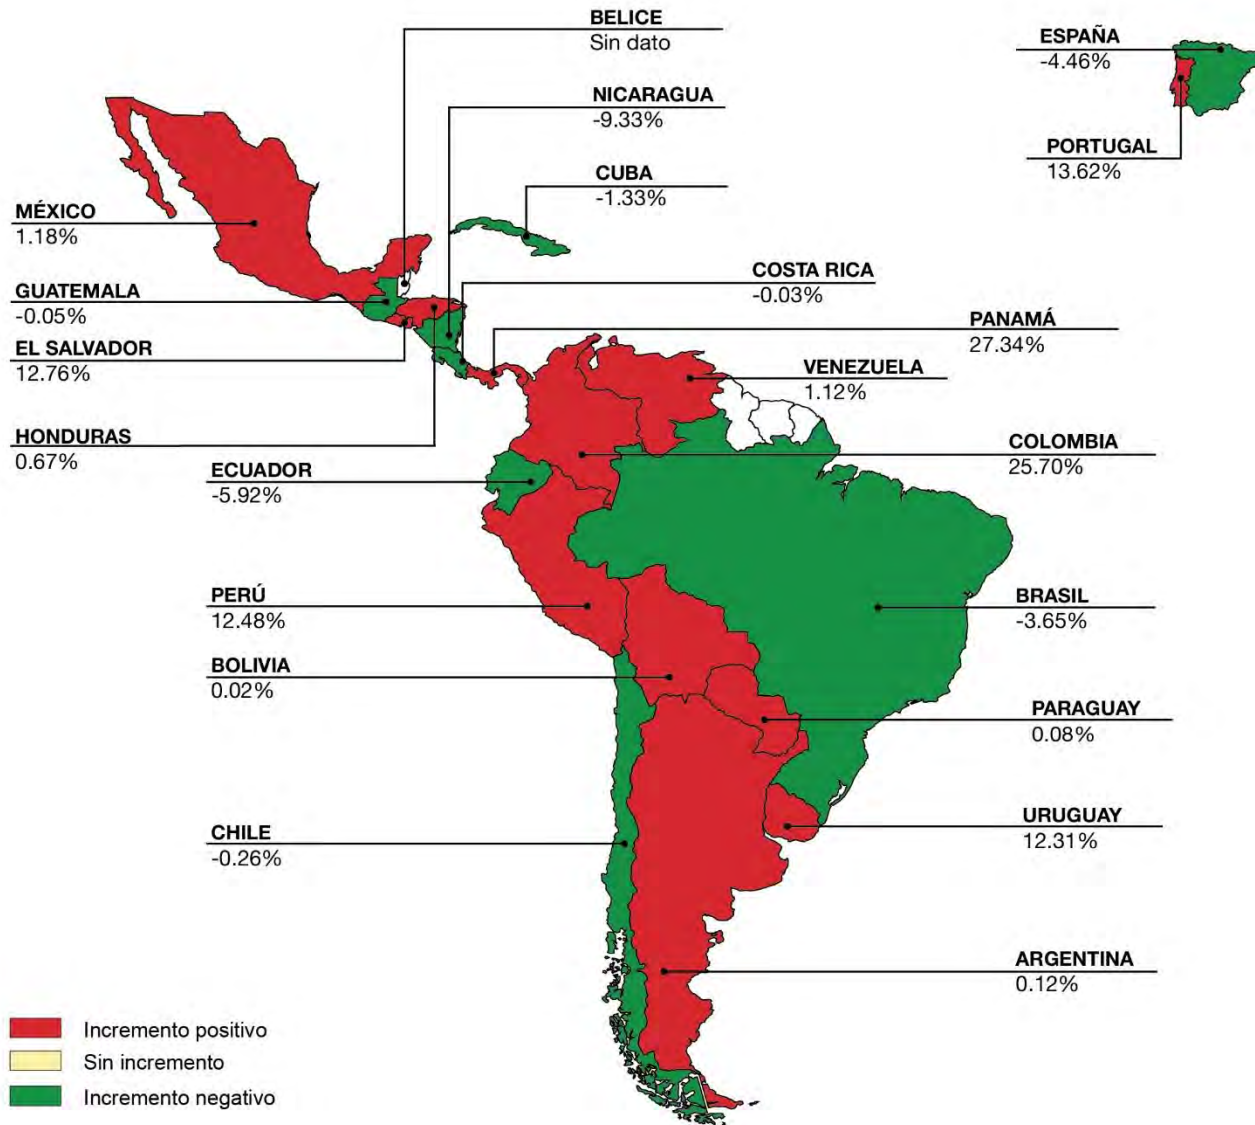 BELICE
Sin dato
ESPAÑA
-4.46%
NICARAGUA
-9.33%
PORTUGAL
13.62%
CUBA
-1.33%
MÉXICO
1.18%
COSTA RICA
-0.03%
GUATEMALA
-0.05%
PANAMÁ
27.34%
EL SALVADOR
12.76%
VENEZUELA
1.12%
HONDURAS
0.67%
COLOMBIA
25.70%
ECUADOR
-5.92%
PERÚ
12.48%
BRASIL
-3.65%
BOLIVIA
0.02%
PARAGUAY
0.08%
URUGUAY
12.31%
CHILE
-0.26%
ARGENTINA
0.12%
Incremento positivo
Sin incremento
Incremento negativo